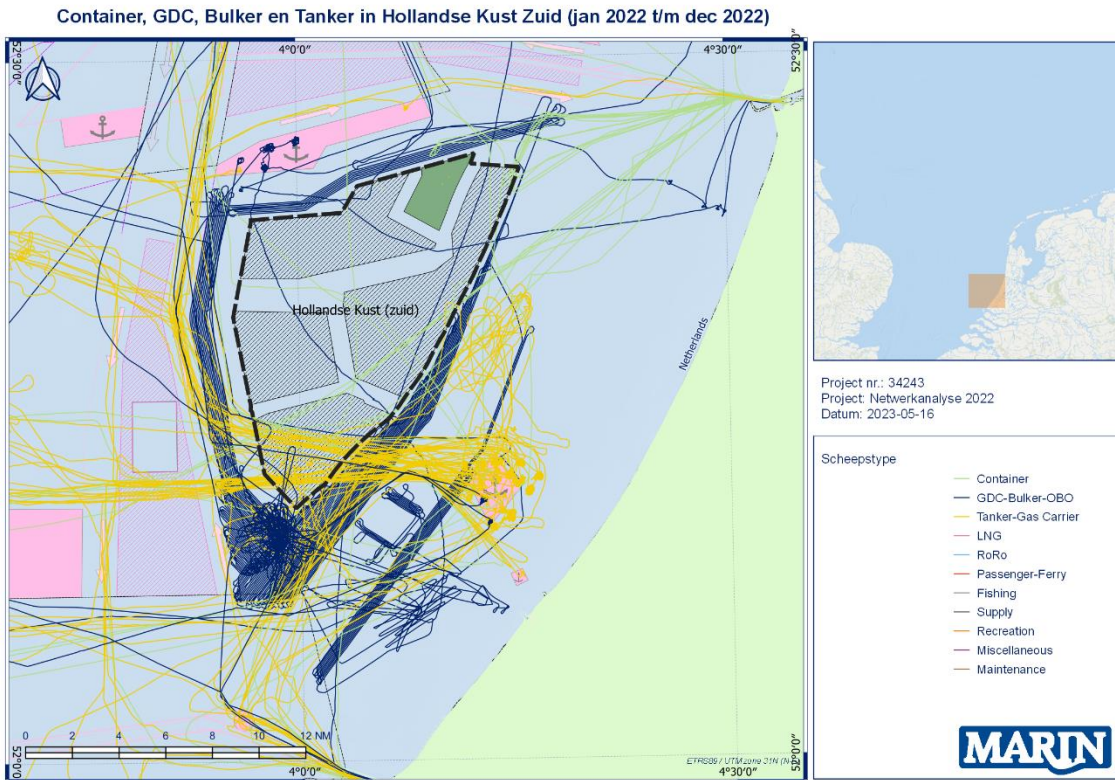 Container, GDC, Bulker en Tanker in Hollandse Kust Zuid (jan 2022 t/m dec 2022)
4°0'0"
4°30'0"
52°30'0"
52°30'0"
Hollandse Kust (zuid)
Netherlands
Project nr.: 34243
Project: Netwerkanalyse 2022
Datum: 2023-05-16
Scheepstype
Container
GDC-Bulker-OBO
Tanker-Gas Carrier
LNG
RoRo
Passenger-Ferry
Fishing
Supply
Recreation
Miscellaneous
Maintenance
MARIN
0 2 4 6 8 10 12 NM
52°0'0"
52°0'0"
ETRS89 / UTM zone 31N
4°0'0"
4°30'0"